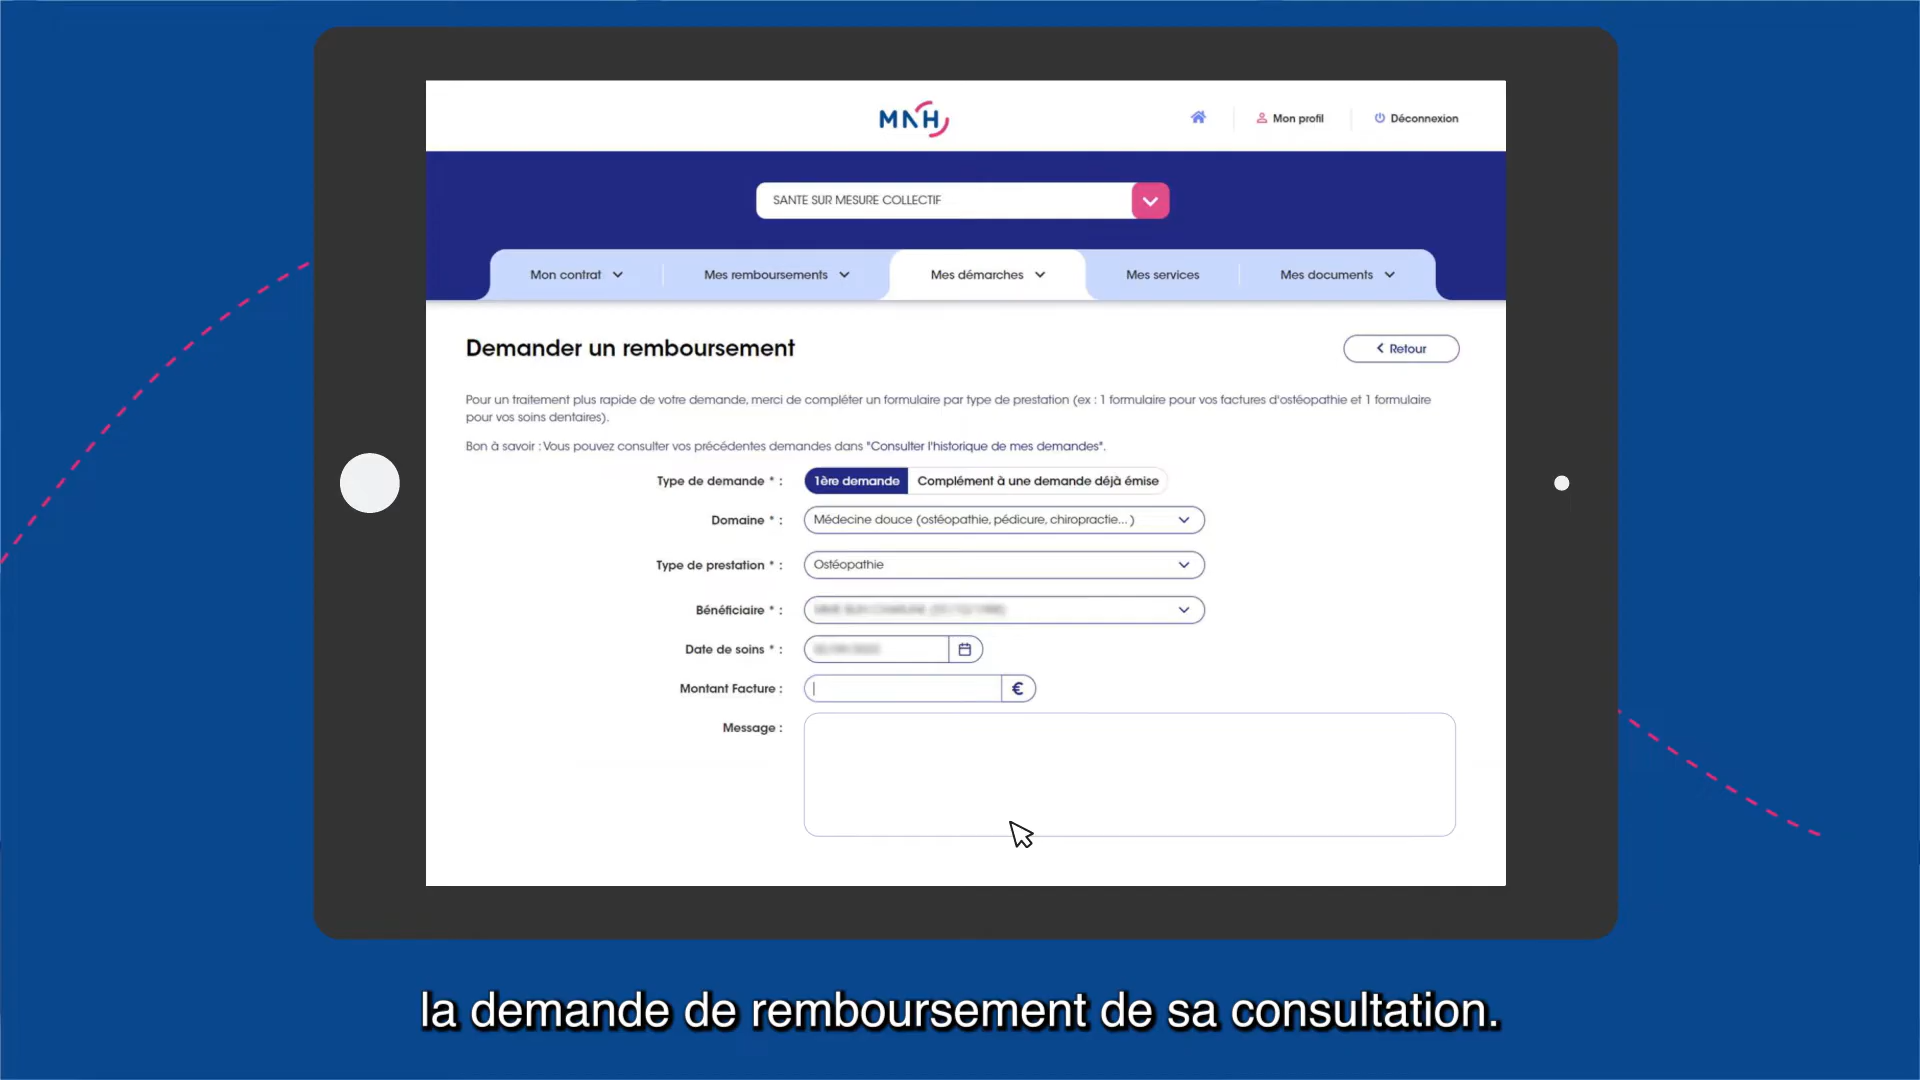 MNH
Mon profil
Déconnexion
SANTE SUR MESURE COLLECTIF
Mon contrat
Mes remboursements
Mes démarches
Mes services
Mes documents
Demander un remboursement
Retour
Pour un traitement plus rapide de votre demande, merci de compléter un formulaire par type de prestation (ex : 1 formulaire pour vos factures d'ostéopathie et 1 formulaire
pour vos soins dentaires).
Bon à savoir : Vous pouvez consulter vos précédentes demandes dans "Consulter l'historique de mes demandes".
Type de demande * : 1ère demande Complément à une demande déjà émise
Domaine * : Médecine douce (ostéopathie, pédicure, chiropractie... )
Type de prestation * : Ostéopathie
Bénéficiaire * :
Date de soins * :
Montant Facture : €
Message :
la demande de remboursement de sa consultation.